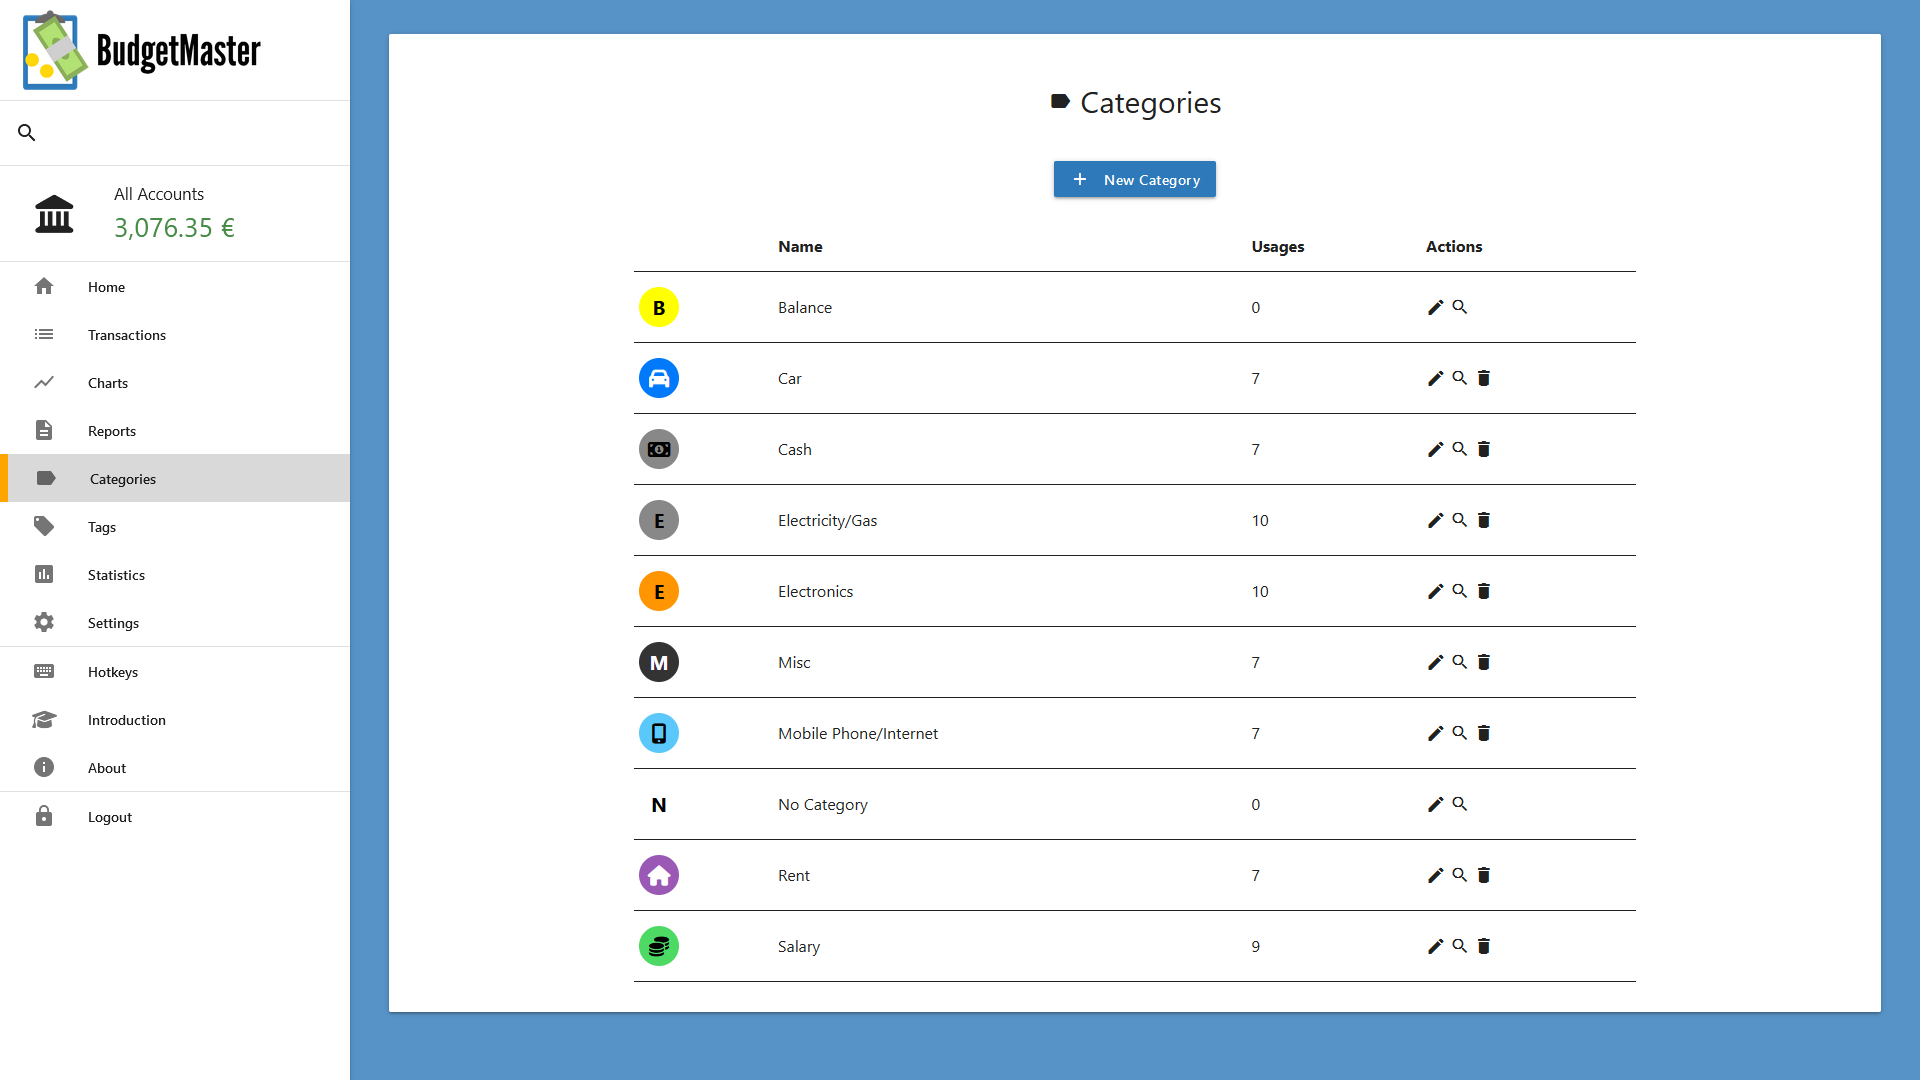 BudgetMaster
All Accounts
3,076.35 €
Home
Transactions
Charts
Reports
Categories
Tags
Statistics
Settings
Hotkeys
Introduction
About
Logout
Categories
New Category
Name Usages Actions
B Balance 0
Car 7
Cash 7
E Electricity/Gas 10
E Electronics 10
M Misc 7
Mobile Phone/Internet 7
N No Category 0
Rent 7
Salary 9